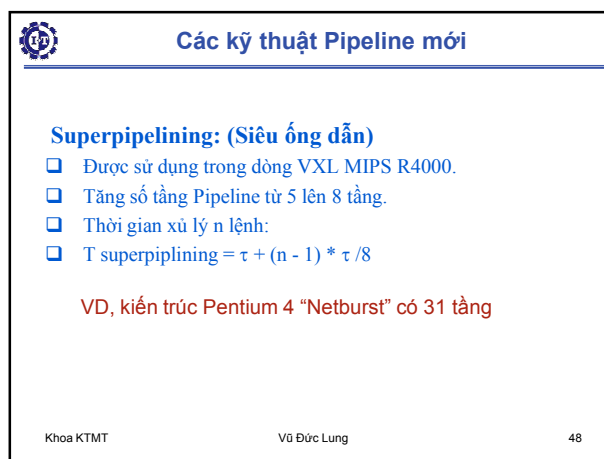 Các kỹ thuật Pipeline mới
Superpipelining: (Siêu ống dẫn)
Được sử dụng trong dòng VXL MIPS R4000.
Tăng số tầng Pipeline từ 5 lên 8 tầng.
Thời gian xủ lý n lệnh:
T superpiplining = τ + (n - 1) * τ /8
VD, kiến trúc Pentium 4 “Netburst” có 31 tầng
Khoa KTMT
Vũ Đức Lung
48